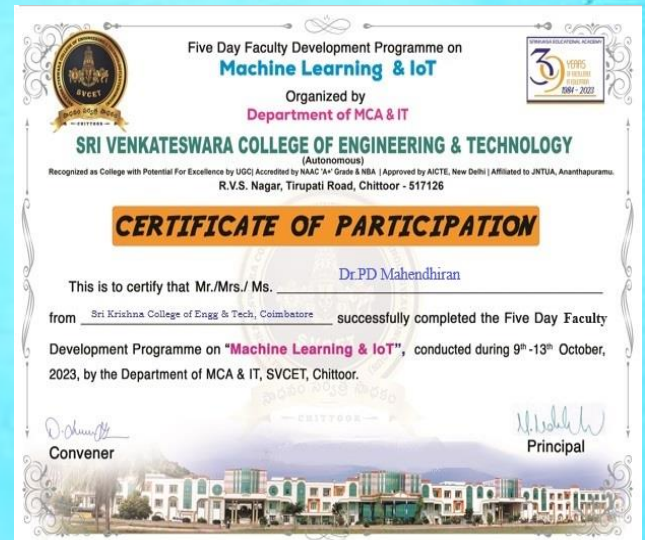 SVCET
CHITTOOR
SRINIVASA EDUCATIONAL ACADEMY
YEARS
1984 - 2023
Five Day Faculty Development Programme on
Machine Learning & IoT
Organized by
Department of MCA & IT
SRI VENKATESWARA COLLEGE OF ENGINEERING & TECHNOLOGY
(Autonomous)
Recognized as College with Potential For Excellence by UGC| Accredited by NAAC 'A+' Grade & NBA | Approved by AICTE, New Delhi | Affiliated to JNTUA, Ananthapuramu.
R.V.S. Nagar, Tirupati Road, Chittoor - 517126
CERTIFICATE OF PARTICIPATION
This is to certify that Mr./Mrs./ Ms. Dr.PD Mahendhiran
from Sri Krishna College of Engg & Tech, Coimbatore successfully completed the Five Day Faculty
Development Programme on "Machine Learning & IoT", conducted during 9th -13th October,
2023, by the Department of MCA & IT, SVCET, Chittoor.
CHITTOOR
Convener
Principal